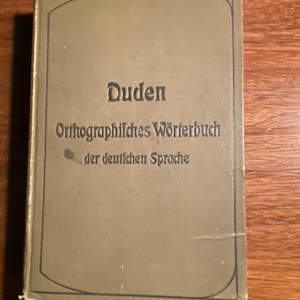 Duden
Orthographiſches Wörterbuch
der deutſchen Sprache